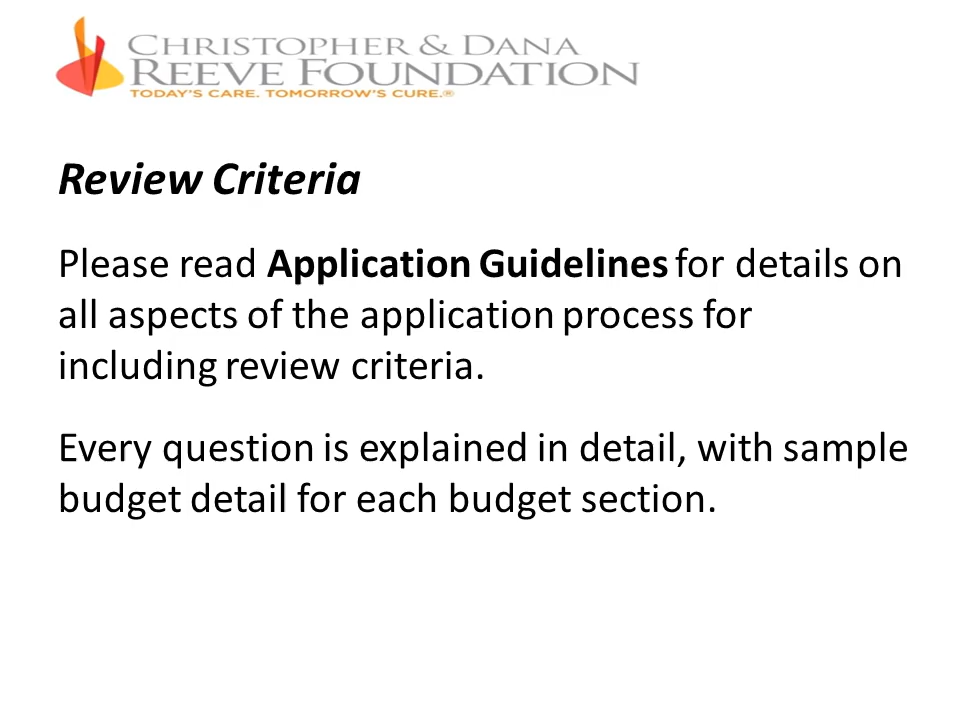 CHRISTOPHER & DANA
REEVE FOUNDATION
TODAY'S CARE. TOMORROW'S CURE.®
Review Criteria
Please read Application Guidelines for details on
all aspects of the application process for
including review criteria.
Every question is explained in detail, with sample
budget detail for each budget section.